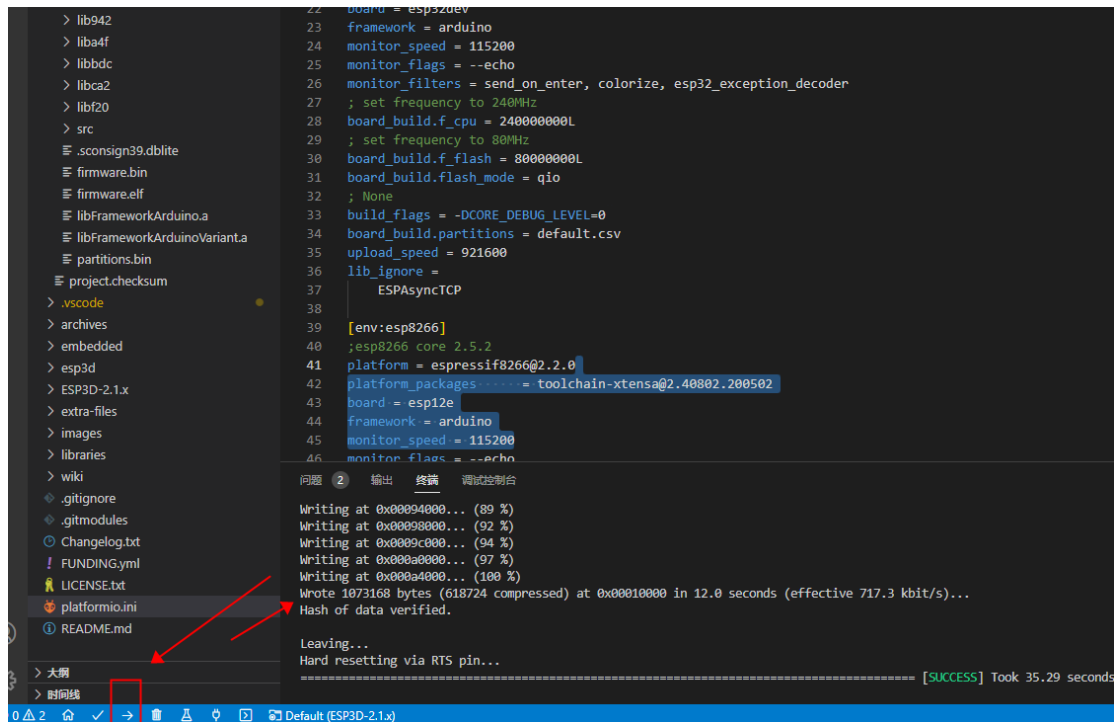 lib942
liba4f
libbdc
libca2
libf20
src
.sconsign39.dblite
firmware.bin
firmware.elf
libFrameworkArduino.a
libFrameworkArduinoVariant.a
partitions.bin
project.checksum
.vscode
archives
embedded
esp3d
ESP3D-2.1.x
extra-files
images
libraries
wiki
.gitignore
.gitmodules
Changelog.txt
FUNDING.yml
LICENSE.txt
platformio.ini
README.md
大纲
时间线
22 board = esp32dev
23 framework = arduino
24 monitor_speed = 115200
25 monitor_flags = --echo
26 monitor_filters = send_on_enter, colorize, esp32_exception_decoder
27 ; set frequency to 240MHz
28 board_build.f_cpu = 240000000L
29 ; set frequency to 80MHz
30 board_build.f_flash = 80000000L
31 board_build.flash_mode = qio
32 ; None
33 build_flags = -DCORE_DEBUG_LEVEL=0
34 board_build.partitions = default.csv
35 upload_speed = 921600
36 lib_ignore =
37 ESPAsyncTCP
38
39 [env:esp8266]
40 ;esp8266 core 2.5.2
41 platform = espressif8266@2.2.0
42 platform_packages······= toolchain-xtensa@2.40802.200502
43 board·=·esp12e
44 framework·=·arduino
45 monitor_speed·=·115200
46 monitor_flags = --echo
问题 2 输出 终端 调试控制台
Writing at 0x00094000... (89 %)
Writing at 0x00098000... (92 %)
Writing at 0x0009c000... (94 %)
Writing at 0x000a0000... (97 %)
Writing at 0x000a4000... (100 %)
Wrote 1073168 bytes (618724 compressed) at 0x00010000 in 12.0 seconds (effective 717.3 kbit/s)...
Hash of data verified.
Leaving...
Hard resetting via RTS pin...
[SUCCESS] Took 35.29 seconds
0 2 Default (ESP3D-2.1.x)